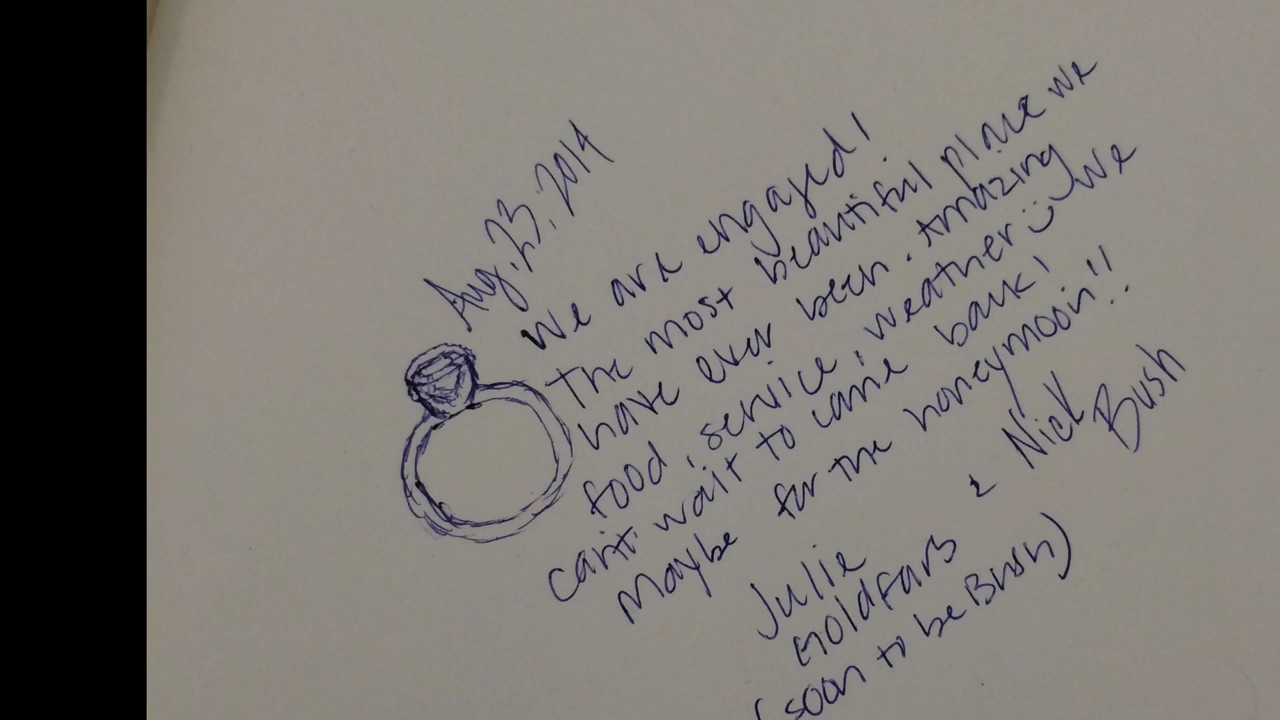 Aug. 23. 2014
We are engaged!
The most beautiful place we
have ever been. Amazing
food, service, weather :) We
can't wait to come back!
Maybe for the honeymoon!!
Julie & Nick
Goldfarb Bush
(soon to be Bush)